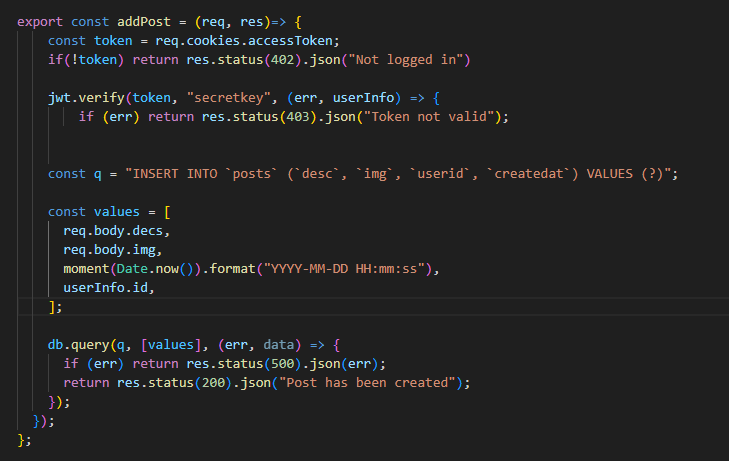 export const addPost = (req, res)=> {
const token = req.cookies.accessToken;
if(!token) return res.status(402).json("Not logged in")
jwt.verify(token, "secretkey", (err, userInfo) => {
if (err) return res.status(403).json("Token not valid");
const q = "INSERT INTO `posts` (`desc`, `img`, `userid`, `createdat`) VALUES (?)";
const values = [
req.body.decs,
req.body.img,
moment(Date.now()).format("YYYY-MM-DD HH:mm:ss"),
userInfo.id,
];
db.query(q, [values], (err, data) => {
if (err) return res.status(500).json(err);
return res.status(200).json("Post has been created");
});
});
};